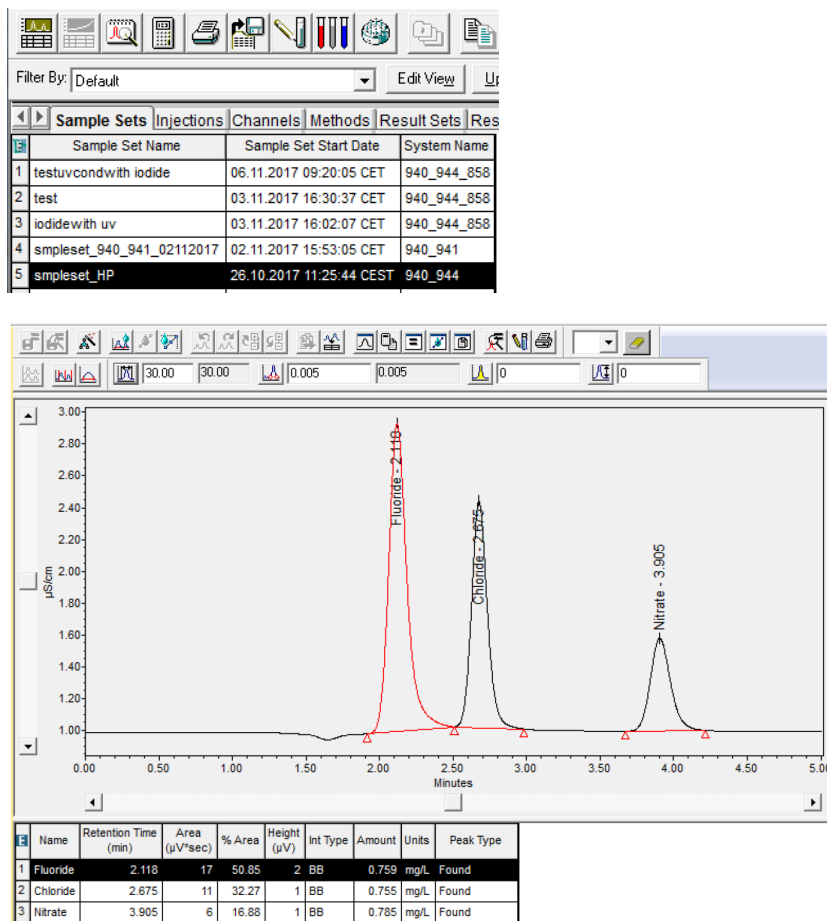 Filter By: Default Edit View
Sample Sets Injections Channels Methods Result Sets Res
Sample Set Name Sample Set Start Date System Name
1 testuvcondwith iodide 06.11.2017 09:20:05 CET 940_944_858
2 test 03.11.2017 16:30:37 CET 940_944_858
3 iodidewith uv 03.11.2017 16:02:07 CET 940_944_858
4 smpleset_940_941_02112017 02.11.2017 15:53:05 CET 940_941
5 smpleset_HP 26.10.2017 11:25:44 CEST 940_944
30.00 30.00 0.005 0.005 0 0
3.00
2.80
2.60
2.40
2.20
2.00
1.80
1.60
1.40
1.20
1.00
µS/cm
Fluoride - 2.118
Chloride - 2.675
Nitrate - 3.905
0.00 0.50 1.00 1.50 2.00 2.50 3.00 3.50 4.00 4.50 5.0
Minutes
Name Retention Time (min) Area (µV*sec) % Area Height (µV) Int Type Amount Units Peak Type
1 Fluoride 2.118 17 50.85 2 BB 0.759 mg/L Found
2 Chloride 2.675 11 32.27 1 BB 0.755 mg/L Found
3 Nitrate 3.905 6 16.88 1 BB 0.785 mg/L Found